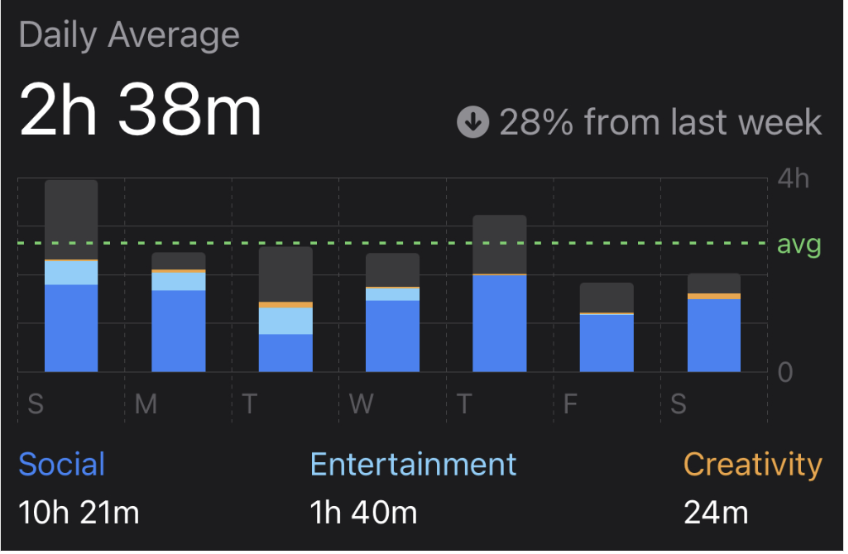 Daily Average
2h 38m
28% from last week
4h
avg
0
S M T W T F S
Social Entertainment Creativity
10h 21m 1h 40m 24m